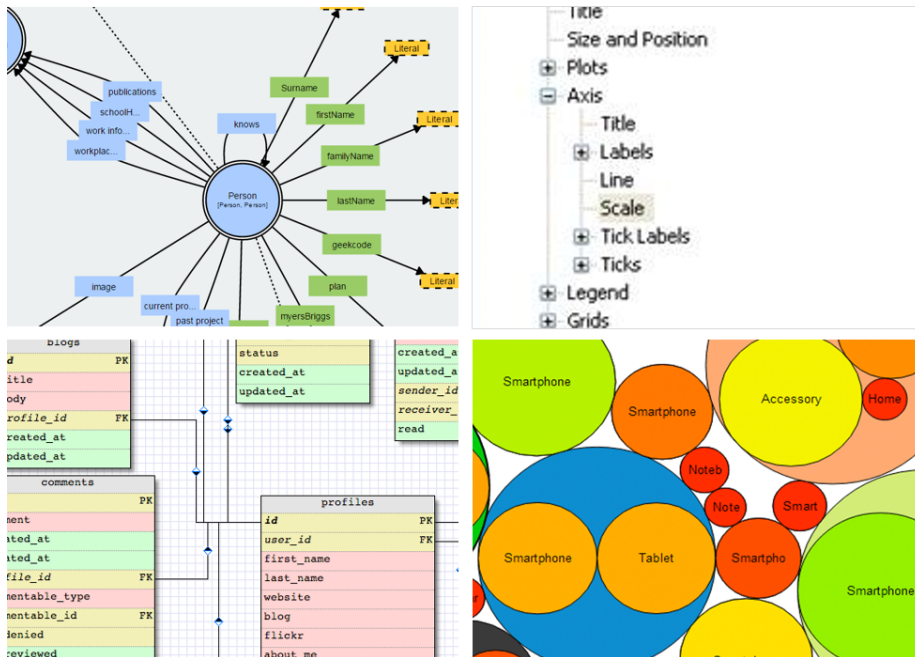 Literal
Surname
publications
schoolH...
firstName
work info...
knows
Literal
workplac...
familyName
Person
[Person, Person]
lastName
geekcode
Literal
image
plan
current pro...
past project
myersBriggs
Title
Size and Position
Plots
Axis
Title
Labels
Line
Scale
Tick Labels
Ticks
Legend
Grids
blogs
d PK
itle
ody
rofile_id FK
reated_at
pdated_at
status
created_at
updated_at
created_a
updated_a
sender_id
receiver_
read
comments
PK
ment
ated_at
ated_at
file_id FK
mentable_type
mentable_id FK
denied
reviewed
profiles
id PK
user_id FK
first_name
last_name
website
blog
flickr
about_me
Smartphone
Smartphone
Accessory
Home
Noteb
Note
Smart
Smartphone
Tablet
Smartpho
Smartphone